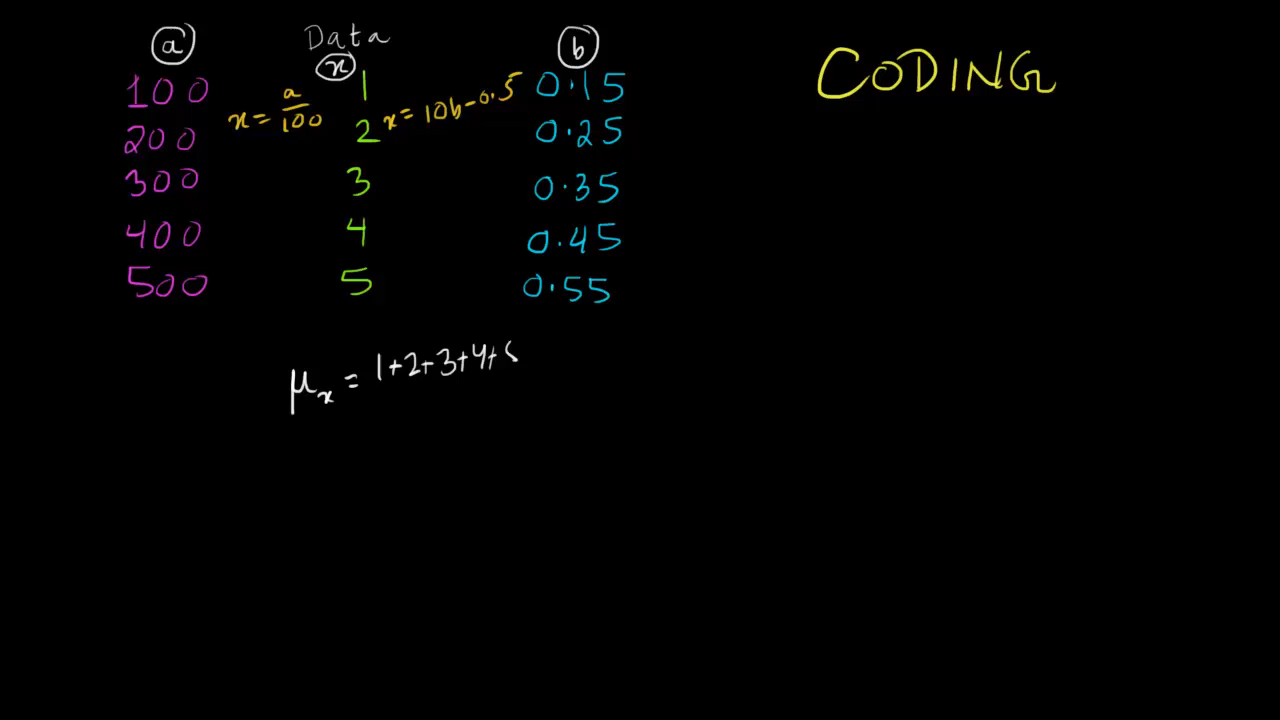 a Data b CODING
x
100 1 0.15
x = a/100 x = 10b - 0.5
200 2 0.25
300 3 0.35
400 4 0.45
500 5 0.55
μx = 1+2+3+4+